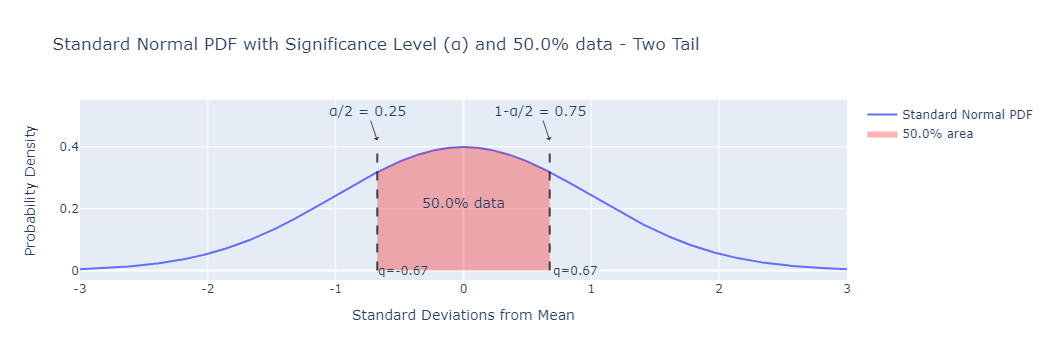 Standard Normal PDF with Significance Level (α) and 50.0% data - Two Tail
α/2 = 0.25
1-α/2 = 0.75
Standard Normal PDF
50.0% area
Probability Density
0.4
0.2
0
50.0% data
q=-0.67
q=0.67
-3
-2
-1
0
1
2
3
Standard Deviations from Mean